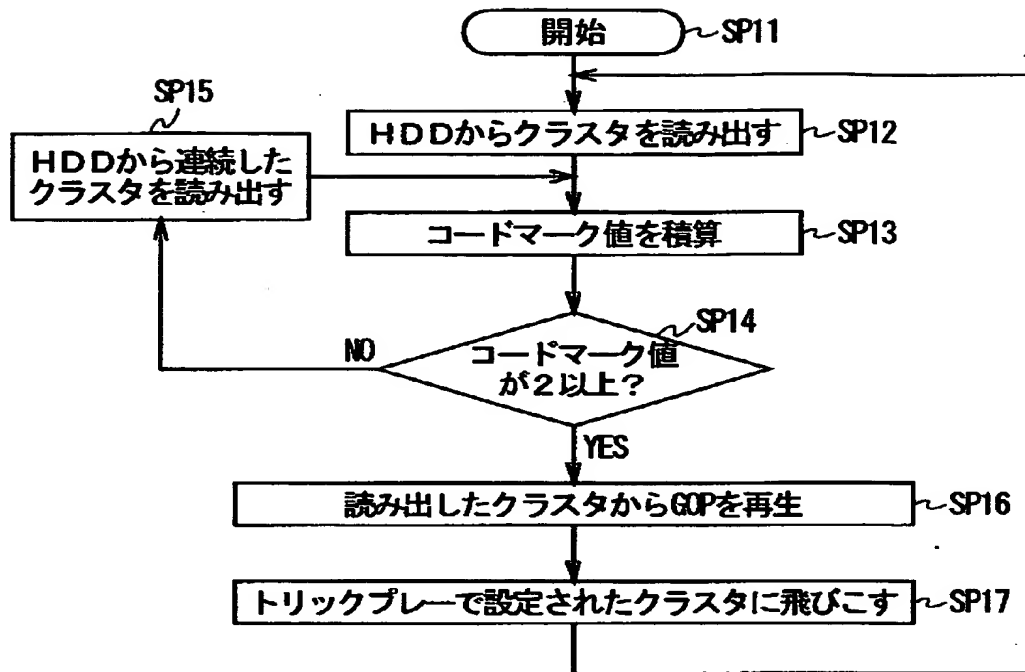 開始
SP11
SP15
HDDからクラスタを読み出す
SP12
HDDから連続した
クラスタを読み出す
コードマーク値を積算
SP13
SP14
NO
コードマーク値
が2以上?
YES
読み出したクラスタからGOPを再生
SP16
トリックプレーで設定されたクラスタに飛びこす
SP17